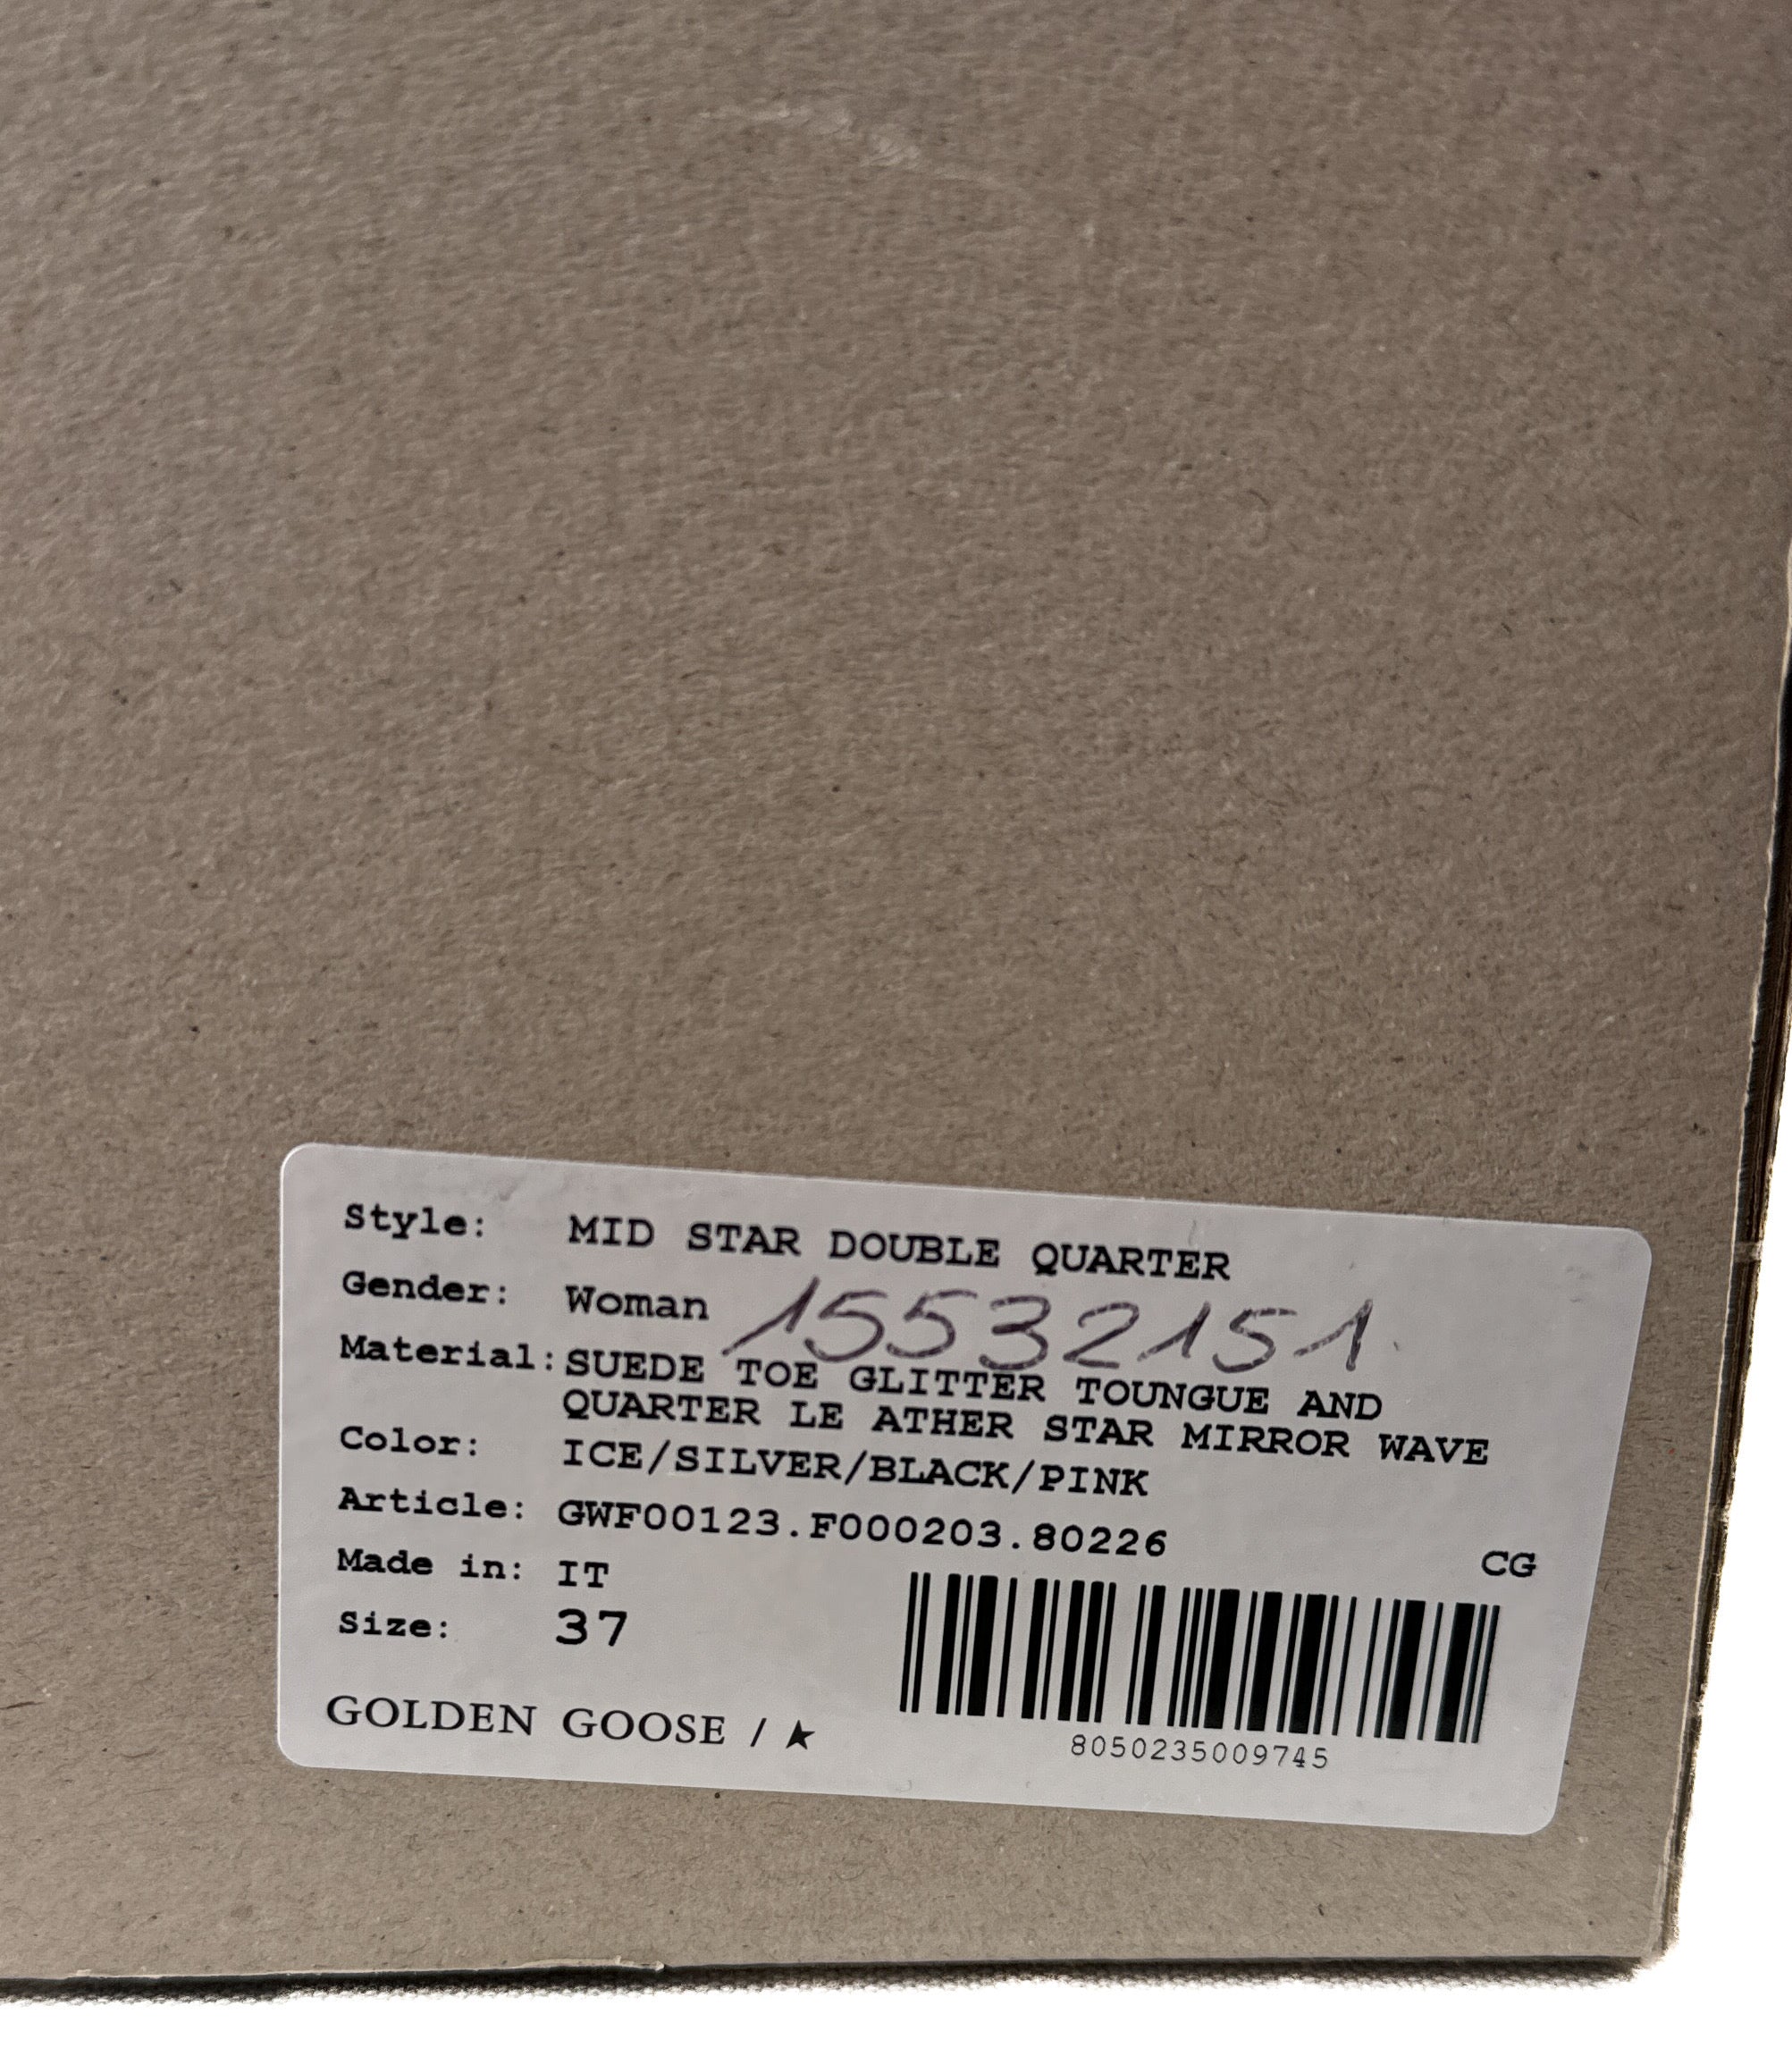 Style: MID STAR DOUBLE QUARTER
Gender: Woman 15532151
Material: SUEDE TOE GLITTER TOUNGUE AND
QUARTER LE ATHER STAR MIRROR WAVE
Color: ICE/SILVER/BLACK/PINK
Article: GWF00123.F000203.80226
CG
Made in: IT
Size: 37
GOLDEN GOOSE / ★
8050235009745